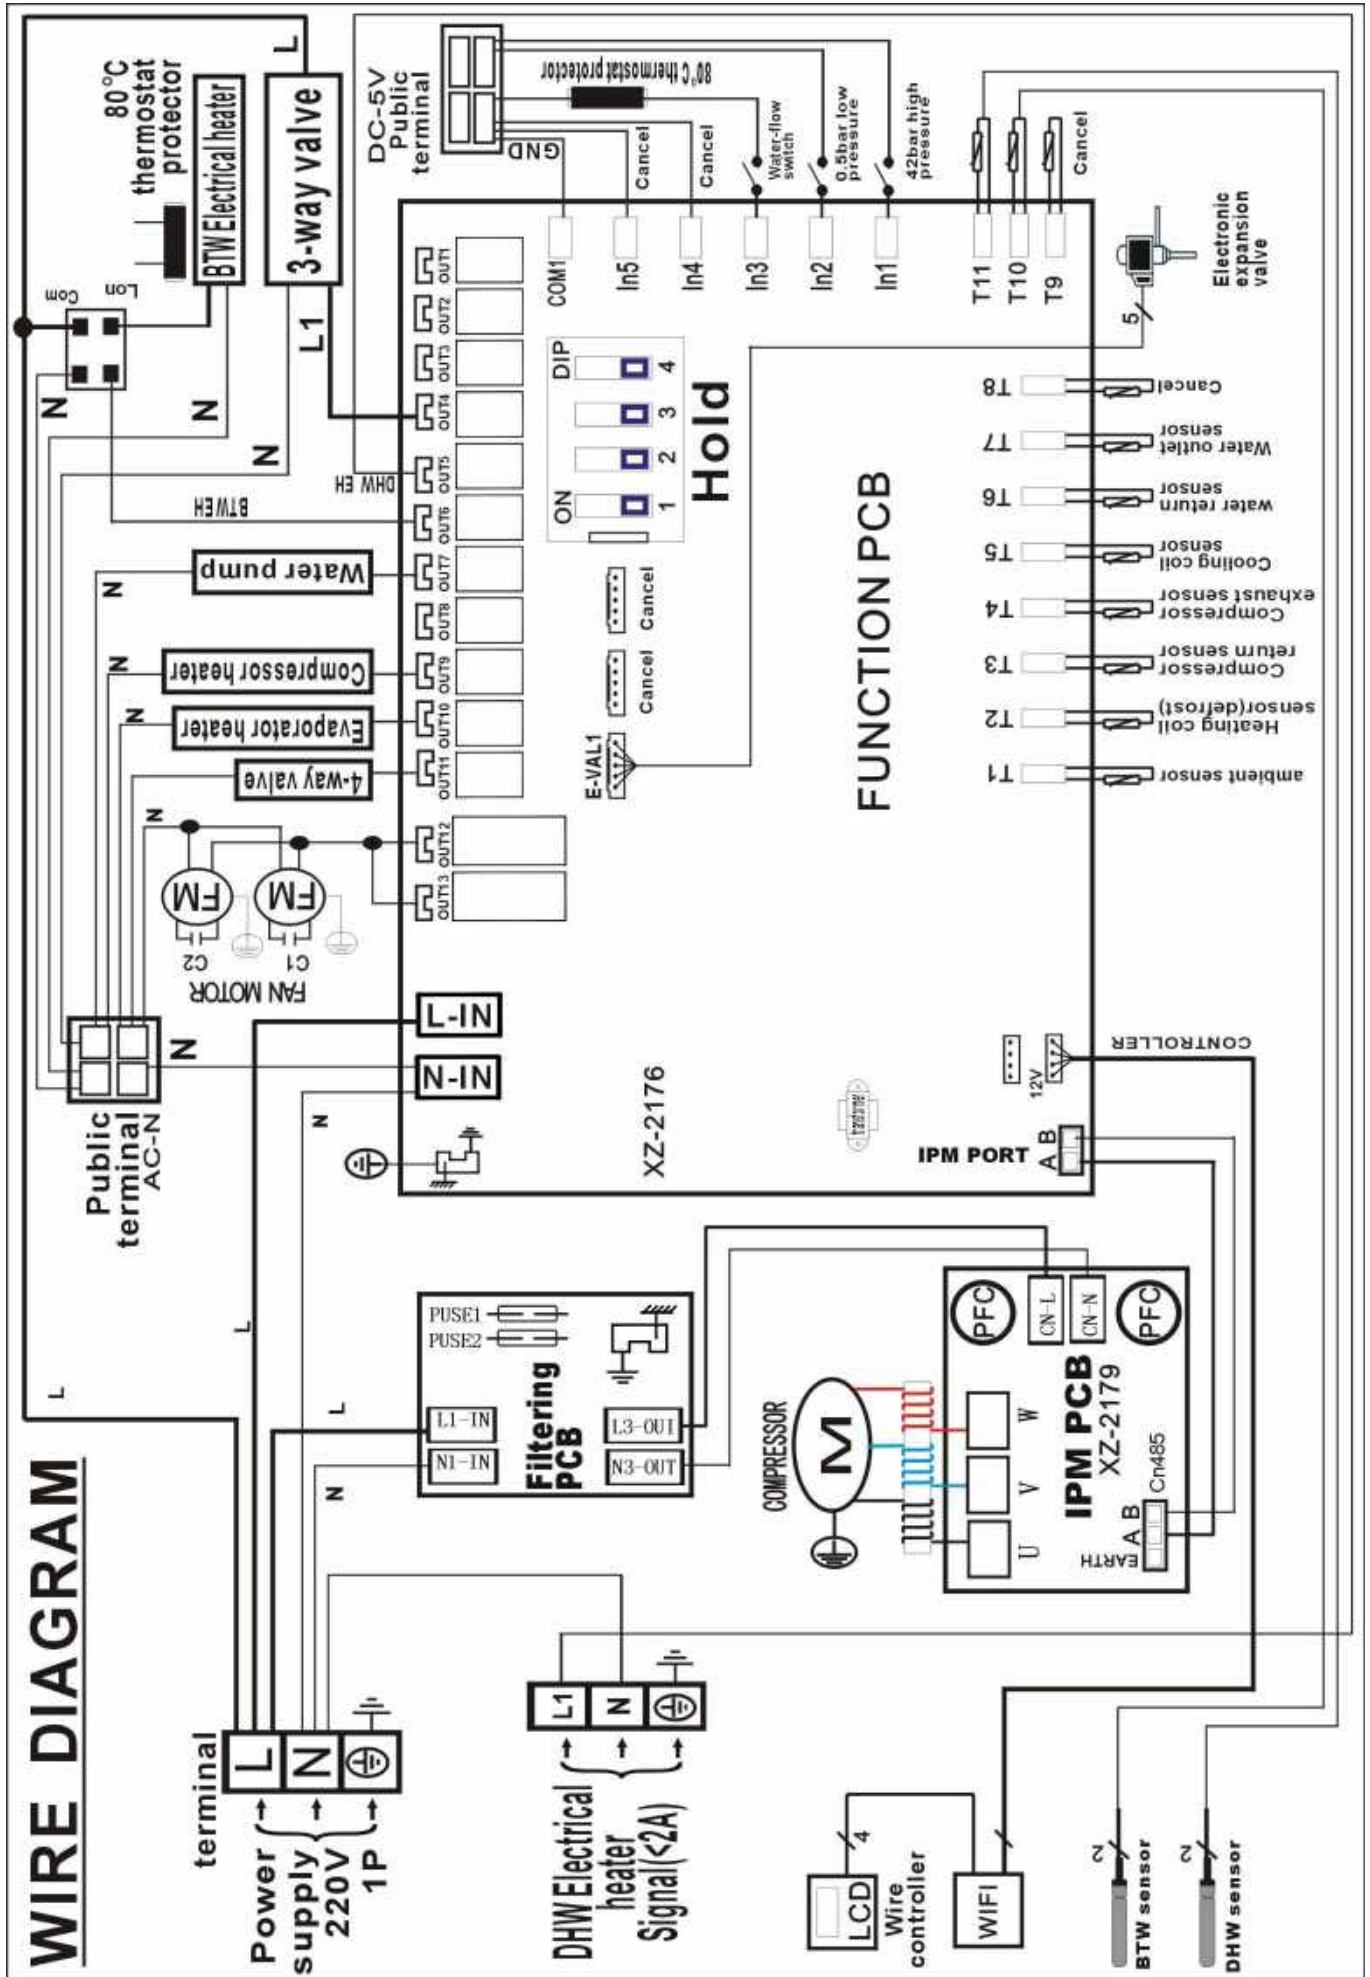 WIRE DIAGRAM
L
80°C
thermostat
protector
BTW Electrical heater
3-way valve
L
Com
Lon
N
N
N
L1
DC-5V
Public
terminal
GND
80°C thermostat protector
Cancel
Cancel
Water-flow
switch
0.5bar low
pressure
42bar high
pressure
Cancel
COM1
In5
In4
In3
In2
In1
T11
T10
T9
OUT1
OUT2
OUT3
OUT4
OUT5
OUT6
OUT7
OUT8
OUT9
OUT10
OUT11
OUT12
OUT13
DHW EH
BTWEH
ON
DIP
1
2
3
4
Hold
Electronic
expansion
valve
5
Water pump
N
Compressor heater
N
Evaporator heater
N
4-way valve
N
FM
FM
C2
C1
FAN MOTOR
Cancel
Cancel
E-VAL1
FUNCTION PCB
T8
Cancel
T7
Water outlet
sensor
T6
water return
sensor
T5
Cooling coil
sensor
T4
Compressor
exhaust sensor
T3
Compressor
return sensor
T2
Heating coil
sensor(defrost)
T1
ambient sensor
Public
terminal
AC-N
N
N
L-IN
N-IN
XZ-2176
12V
CONTROLLER
IPM PORT
A B
L
L
L
N
PUSE1
PUSE2
L1-IN
N1-IN
Filtering
PCB
L3-OUT
N3-OUT
COMPRESSOR
M
PFC
CN-L
CN-N
PFC
W
V
U
IPM PCB
XZ-2179
Cn485
A B
EARTH
terminal
L
N
Power
supply
220V
1P
L1
N
DHW Electrical
heater
Signal(<2A)
LCD
4
Wire
controller
WIFI
2
BTW sensor
2
DHW sensor